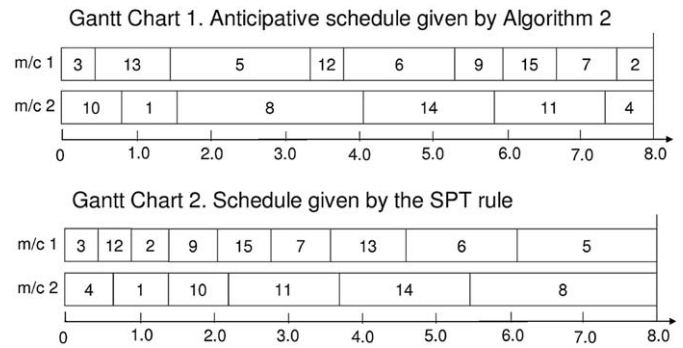 Gantt Chart 1. Anticipative schedule given by Algorithm 2
m/c 1 3 13 5 12 6 9 15 7 2
m/c 2 10 1 8 14 11 4
0 1.0 2.0 3.0 4.0 5.0 6.0 7.0 8.0
Gantt Chart 2. Schedule given by the SPT rule
m/c 1 3 12 2 9 15 7 13 6 5
m/c 2 4 1 10 11 14 8
0 1.0 2.0 3.0 4.0 5.0 6.0 7.0 8.0